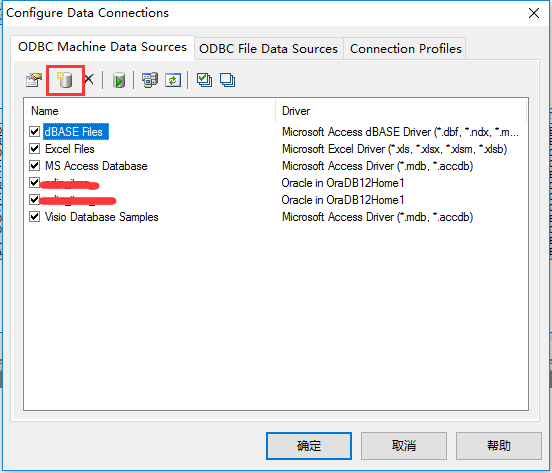 Configure Data Connections
ODBC Machine Data Sources ODBC File Data Sources Connection Profiles
Name Driver
dBASE Files Microsoft Access dBASE Driver (*.dbf, *.ndx, *.m...
Excel Files Microsoft Excel Driver (*.xls, *.xlsx, *.xlsm, *.xlsb)
MS Access Database Microsoft Access Driver (*.mdb, *.accdb)
Oracle in OraDB12Home1
Oracle in OraDB12Home1
Visio Database Samples Microsoft Access Driver (*.mdb, *.accdb)
确定 取消 帮助